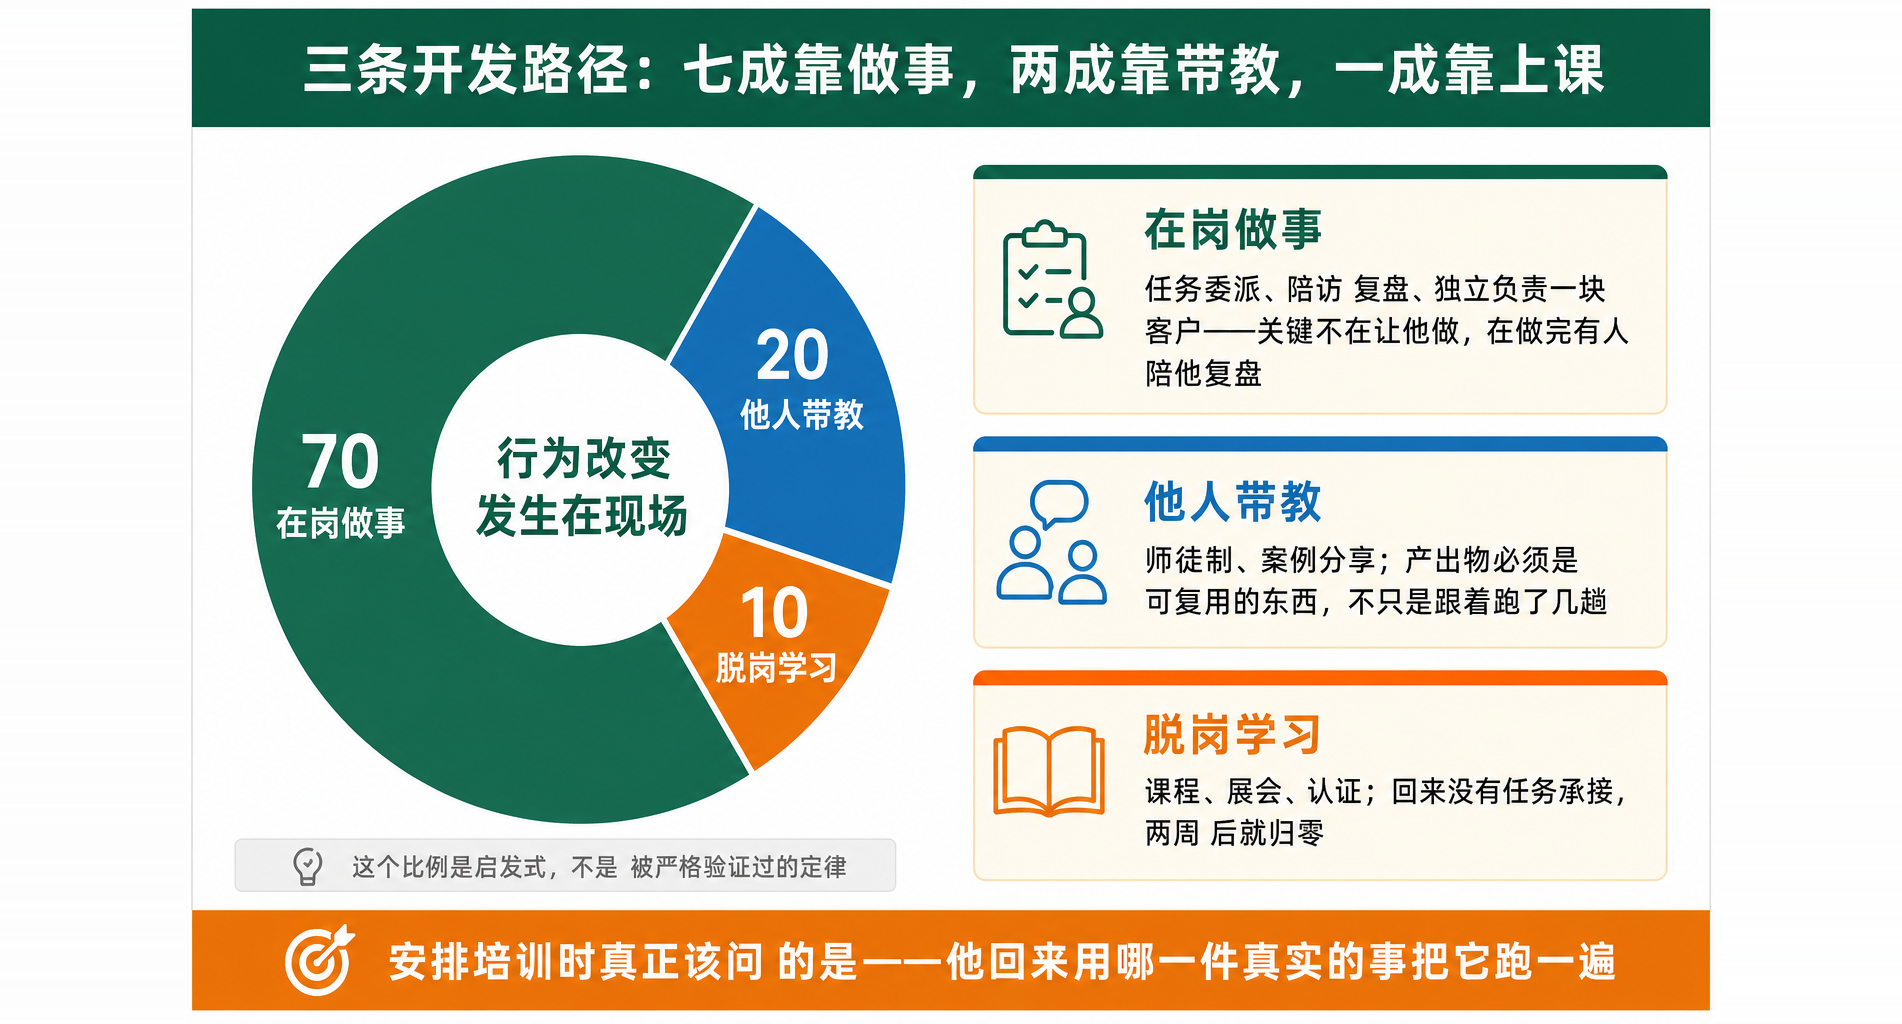 三条开发路径：七成靠做事，两成靠带教，一成靠上课
70
在岗做事
20
他人带教
10
脱岗学习
行为改变
发生在现场
这个比例是启发式，不是 被严格验证过的定律
在岗做事
任务委派、陪访 复盘、独立负责一块
客户——关键不在让他做，在做完有人
陪他复盘
他人带教
师徒制、案例分享；产出物必须是
可复用的东西，不只是跟着跑了几趟
脱岗学习
课程、展会、认证；回来没有任务承接，
两周 后就归零
安排培训时真正该问 的是——他回来用哪一件真实的事把它跑一遍